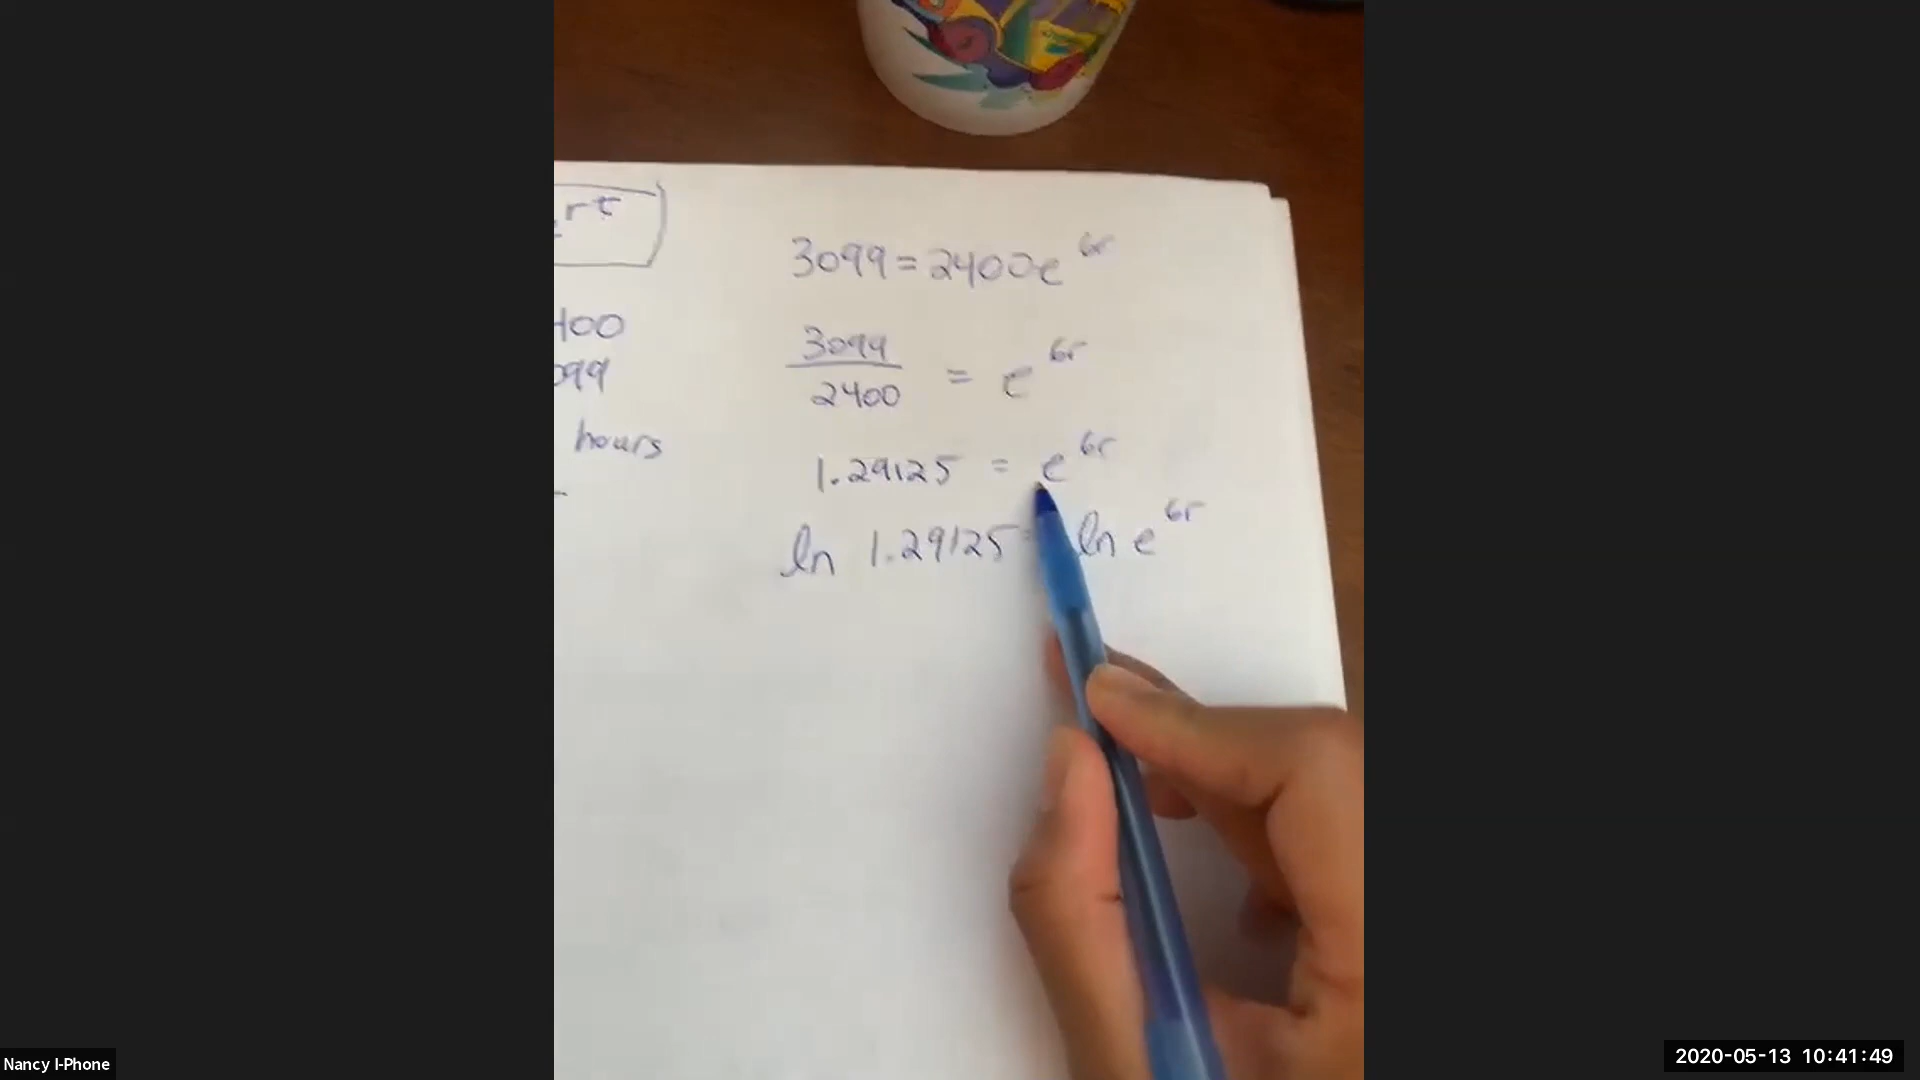 rt
3099 = 2400e^6r
400
099
hours
3099
2400
= e^6r
1.29125 = e^6r
ln 1.29125 = ln e^6r
Nancy I-Phone
2020-05-13 10:41:49